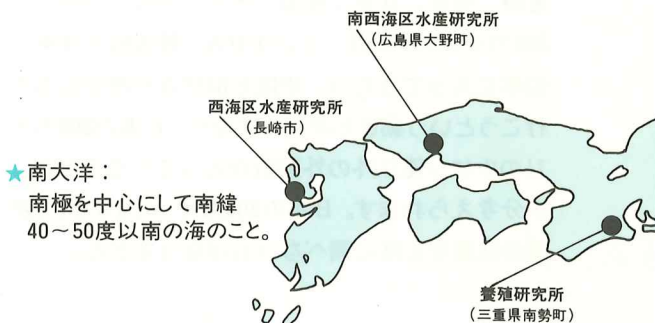 南西海区水産研究所
(広島県大野町)
西海区水産研究所
(長崎市)
★南大洋：
南極を中心にして南緯
40〜50度以南の海のこと。
養殖研究所
(三重県南勢町)